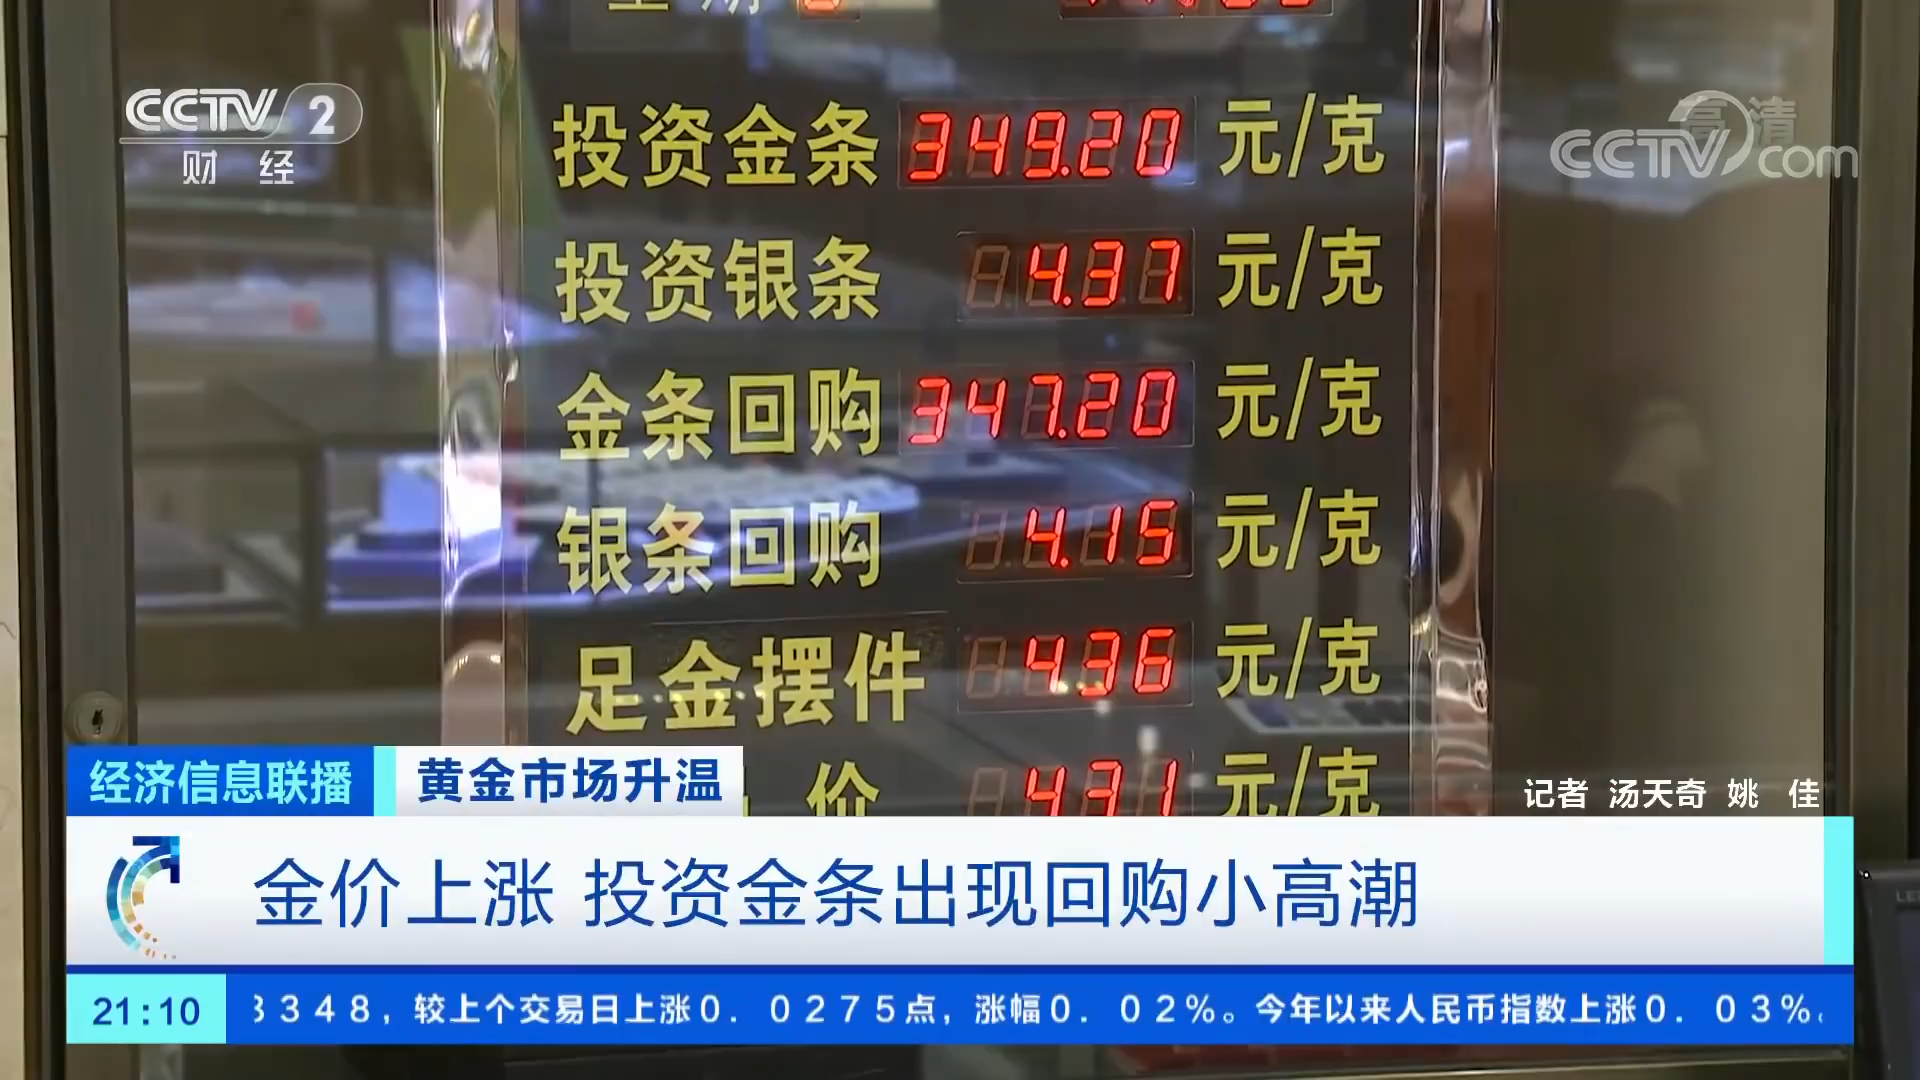 CCTV 2
财 经
高清
CCTV com
投资金条 349.20 元/克
投资银条 4.37 元/克
金条回购 347.20 元/克
银条回购 4.15 元/克
足金摆件 436 元/克
价 431 元/克
经济信息联播
黄金市场升温
记者 汤天奇 姚 佳
金价上涨 投资金条出现回购小高潮
21:10
3348，较上个交易日上涨0．0275点，涨幅0．02%。今年以来人民币指数上涨0．03%。